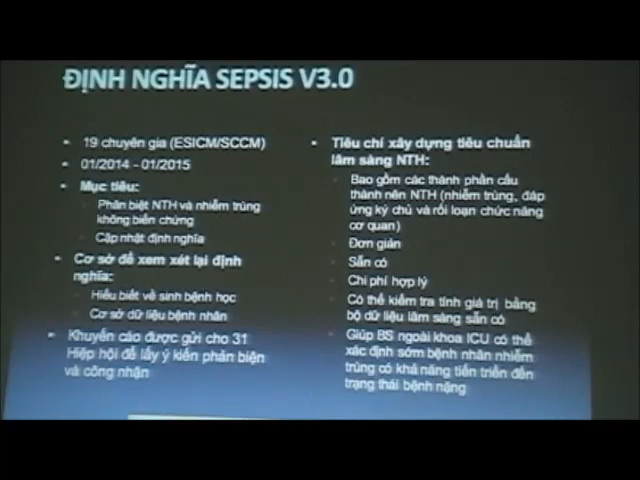 ĐỊNH NGHĨA SEPSIS V3.0
• 19 chuyên gia (ESICM/SCCM)
• 01/2014 - 01/2015
• Mục tiêu:
Phân biệt NTH và nhiễm trùng
không biến chứng
Cập nhật định nghĩa
• Cơ sở để xem xét lại định
nghĩa:
Hiểu biết về sinh bệnh học
Cơ sở dữ liệu bệnh nhân
• Khuyến cáo được gửi cho 31
Hiệp hội để lấy ý kiến phản biện
và công nhận
• Tiêu chí xây dựng tiêu chuẩn
lâm sàng NTH:
Bao gồm các thành phần cấu
thành nên NTH (nhiễm trùng, đáp
ứng ký chủ và rối loạn chức năng
cơ quan)
Đơn giản
Sẵn có
Chi phí hợp lý
Có thể kiểm tra tính giá trị bằng
bộ dữ liệu lâm sàng sẵn có
Giúp BS ngoài khoa ICU có thể
xác định sớm bệnh nhân nhiễm
trùng có khả năng tiến triển đến
trạng thái bệnh nặng